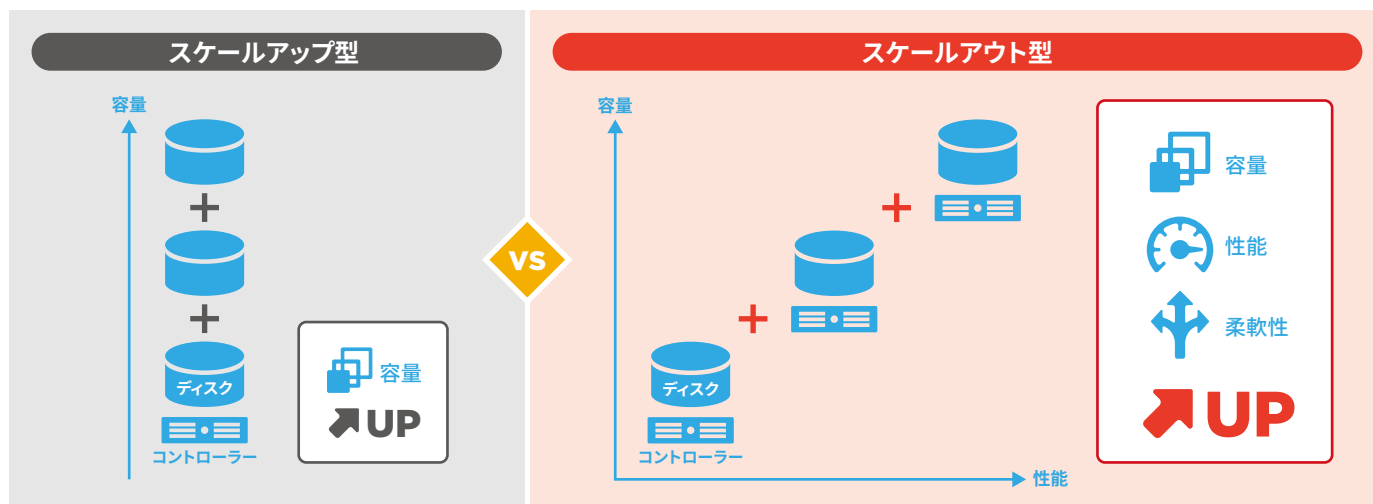 スケールアップ型
容量
ディスク
コントローラー
容量
UP
VS
スケールアウト型
容量
ディスク
コントローラー
性能
容量
性能
柔軟性
UP